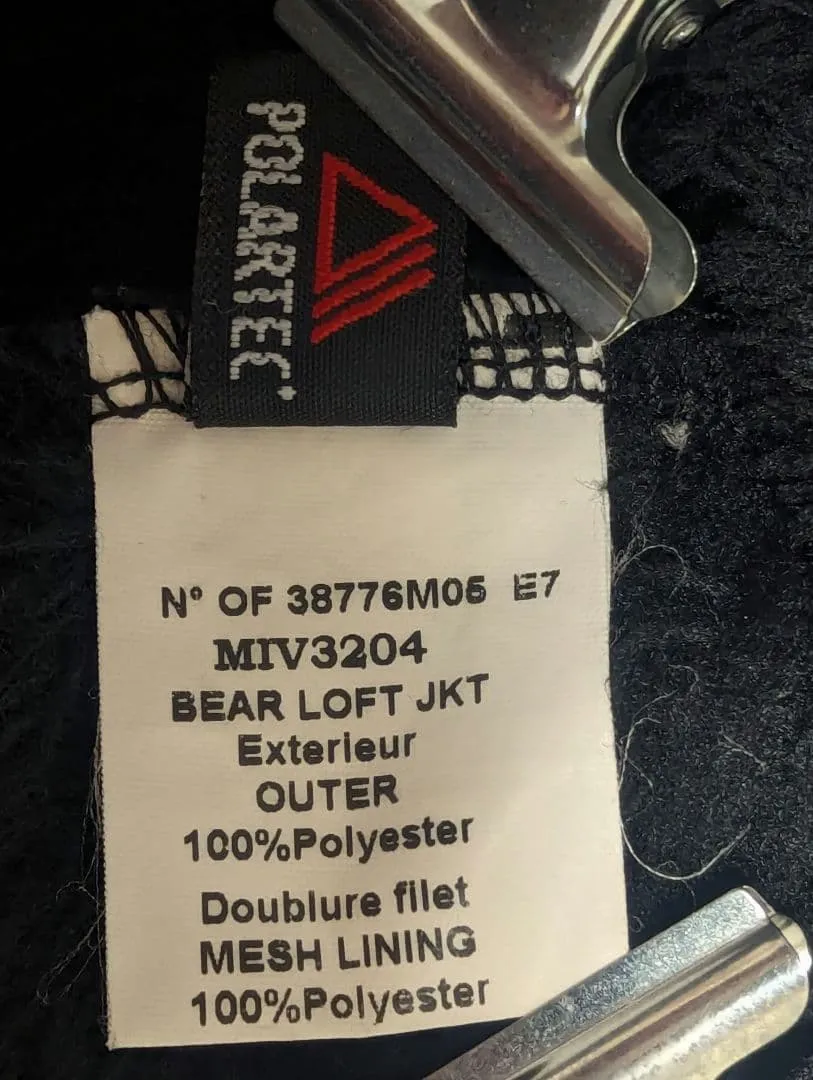 POLARTEC
N° OF 38776M05 E7
MIV3204
BEAR LOFT JKT
Exterieur
OUTER
100%Polyester
Doublure filet
MESH LINING
100%Polyester